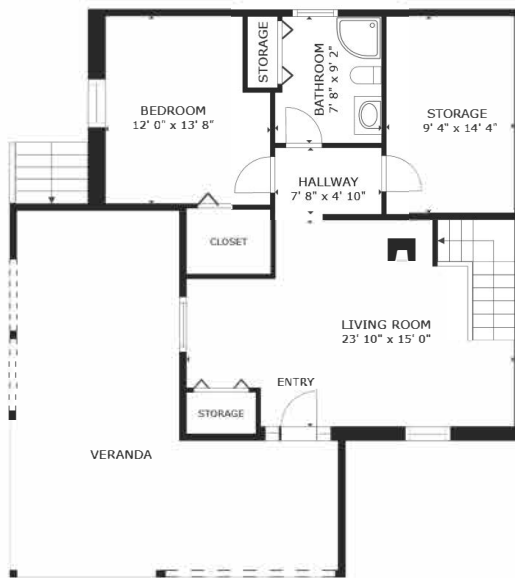 STORAGE
BATHROOM
7' 8" x 9' 2"
BEDROOM
12' 0" x 13' 8"
STORAGE
9' 4" x 14' 4"
HALLWAY
7' 8" x 4' 10"
CLOSET
LIVING ROOM
23' 10" x 15' 0"
ENTRY
STORAGE
VERANDA